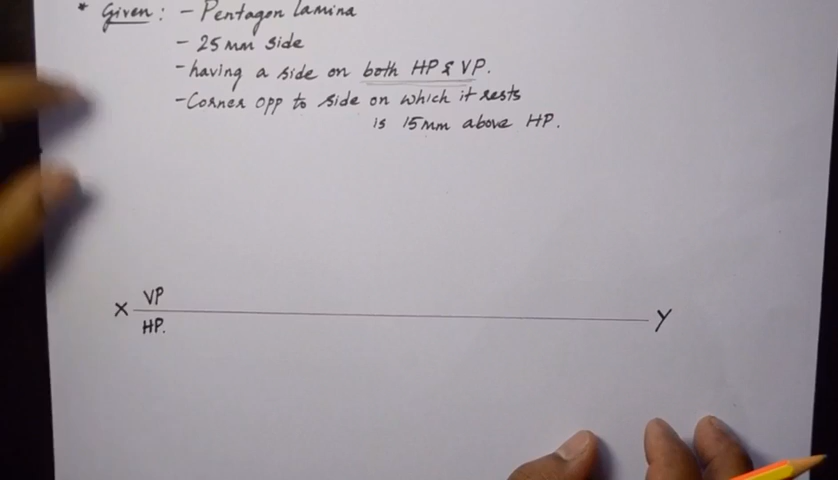 * Given : - Pentagon lamina
- 25 mm side
- having a side on both HP & VP.
- Corner opp to side on which it rests
is 15mm above HP.
X VP Y
HP.